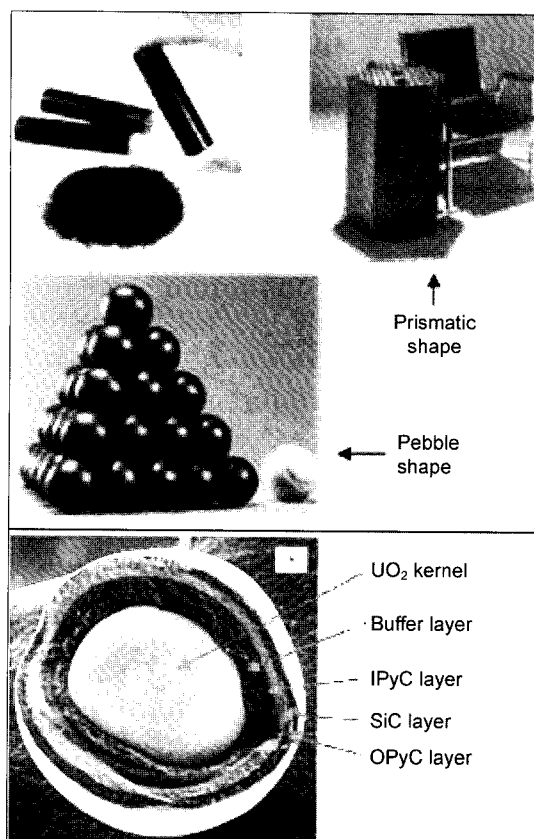 Prismatic
shape
Pebble
shape
UO₂ kernel
Buffer layer
IPyC layer
SiC layer
OPyC layer